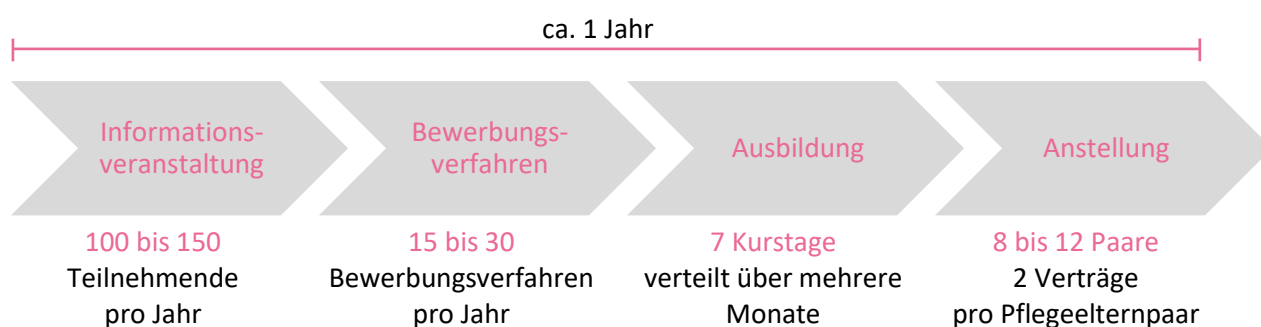 ca. 1 Jahr
Informations-
veranstaltung
Bewerbungs-
verfahren
Ausbildung
Anstellung
100 bis 150
Teilnehmende
pro Jahr
15 bis 30
Bewerbungsverfahren
pro Jahr
7 Kurstage
verteilt über mehrere
Monate
8 bis 12 Paare
2 Verträge
pro Pflegeelternpaar